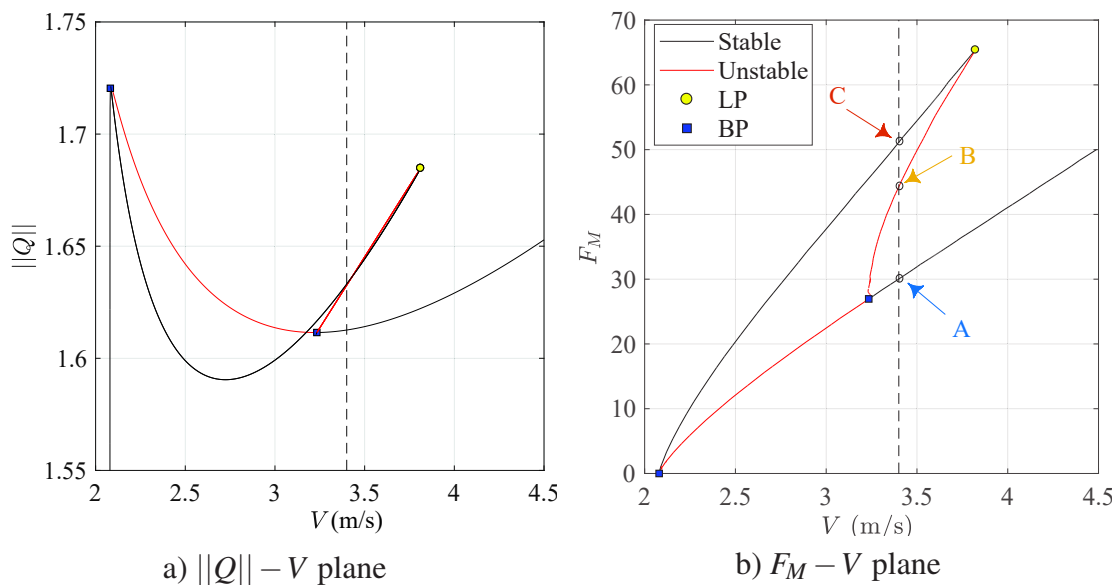 1.75
1.7
1.65
1.6
1.55
||Q||
2
2.5
3
3.5
4
4.5
V (m/s)
a) ||Q|| − V plane
70
60
50
40
30
20
10
0
F_M
Stable
Unstable
LP
BP
C
B
A
2
2.5
3
3.5
4
4.5
V (m/s)
b) F_M − V plane